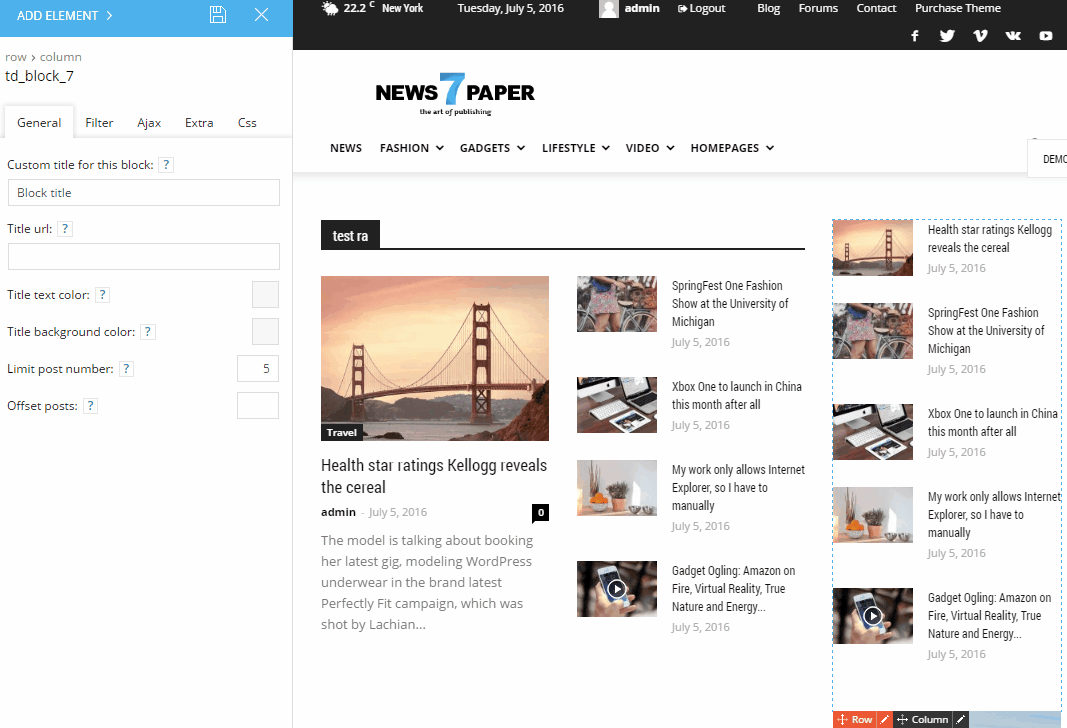 ADD ELEMENT
row › column
td_block_7
General Filter Ajax Extra Css
Custom title for this block: ?
Block title
Title url: ?
Title text color: ?
Title background color: ?
Limit post number: ? 5
Offset posts: ?
22.2 C New York Tuesday, July 5, 2016 admin Logout Blog Forums Contact Purchase Theme
NEWS 7 PAPER
the art of publishing
NEWS FASHION GADGETS LIFESTYLE VIDEO HOMEPAGES
DEMO
test ra
Travel
Health star ratings Kellogg reveals
the cereal
admin - July 5, 2016 0
The model is talking about booking
her latest gig, modeling WordPress
underwear in the brand latest
Perfectly Fit campaign, which was
shot by Lachian...
SpringFest One Fashion
Show at the University of
Michigan
July 5, 2016
Xbox One to launch in China
this month after all
July 5, 2016
My work only allows Internet
Explorer, so I have to
manually
July 5, 2016
Gadget Ogling: Amazon on
Fire, Virtual Reality, True
Nature and Energy...
July 5, 2016
Health star ratings Kellogg
reveals the cereal
July 5, 2016
SpringFest One Fashion
Show at the University of
Michigan
July 5, 2016
Xbox One to launch in China
this month after all
July 5, 2016
My work only allows Internet
Explorer, so I have to
manually
July 5, 2016
Gadget Ogling: Amazon on
Fire, Virtual Reality, True
Nature and Energy...
July 5, 2016
Row Column